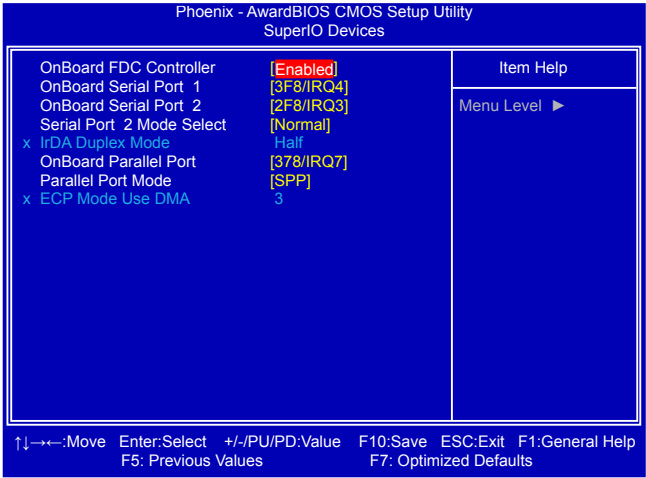 Phoenix - AwardBIOS CMOS Setup Utility
SuperIO Devices
OnBoard FDC Controller [Enabled]
OnBoard Serial Port 1 [3F8/IRQ4]
OnBoard Serial Port 2 [2F8/IRQ3]
Serial Port 2 Mode Select [Normal]
x IrDA Duplex Mode Half
OnBoard Parallel Port [378/IRQ7]
Parallel Port Mode [SPP]
x ECP Mode Use DMA 3
Item Help
Menu Level ►
↑↓→←:Move Enter:Select +/-/PU/PD:Value F10:Save ESC:Exit F1:General Help
F5: Previous Values F7: Optimized Defaults